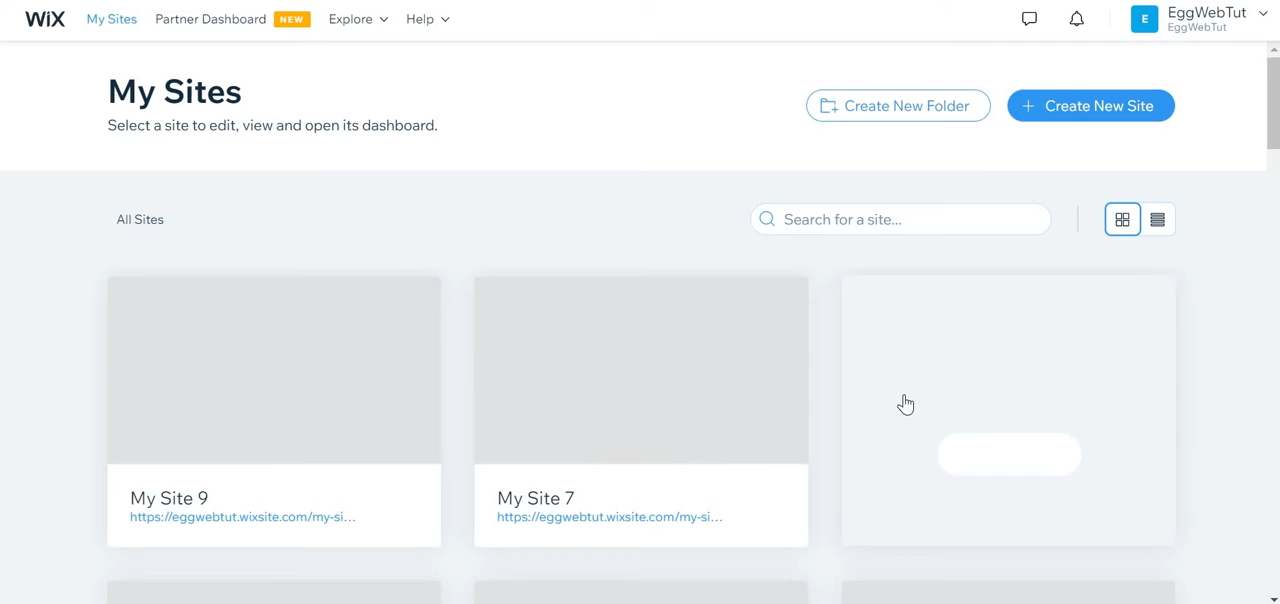 WiX My Sites Partner Dashboard NEW Explore Help E EggWebTut
EggWebTut
My Sites
Select a site to edit, view and open its dashboard.
Create New Folder
+ Create New Site
All Sites
Search for a site...
My Site 9
https://eggwebtut.wixsite.com/my-si...
My Site 7
https://eggwebtut.wixsite.com/my-si...